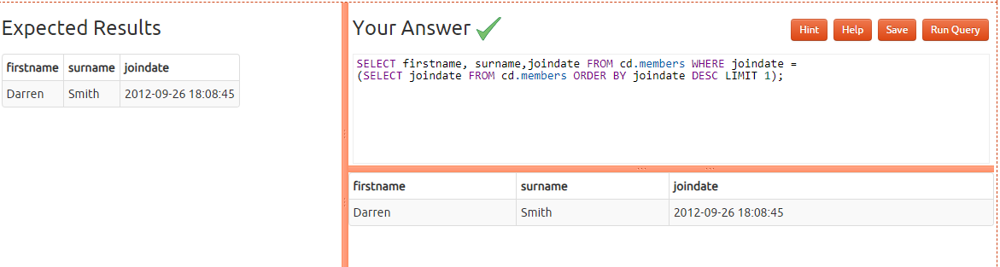 Expected Results
firstname surname joindate
Darren Smith 2012-09-26 18:08:45
Your Answer
Hint Help Save Run Query
SELECT firstname, surname,joindate FROM cd.members WHERE joindate =
(SELECT joindate FROM cd.members ORDER BY joindate DESC LIMIT 1);
firstname surname joindate
Darren Smith 2012-09-26 18:08:45